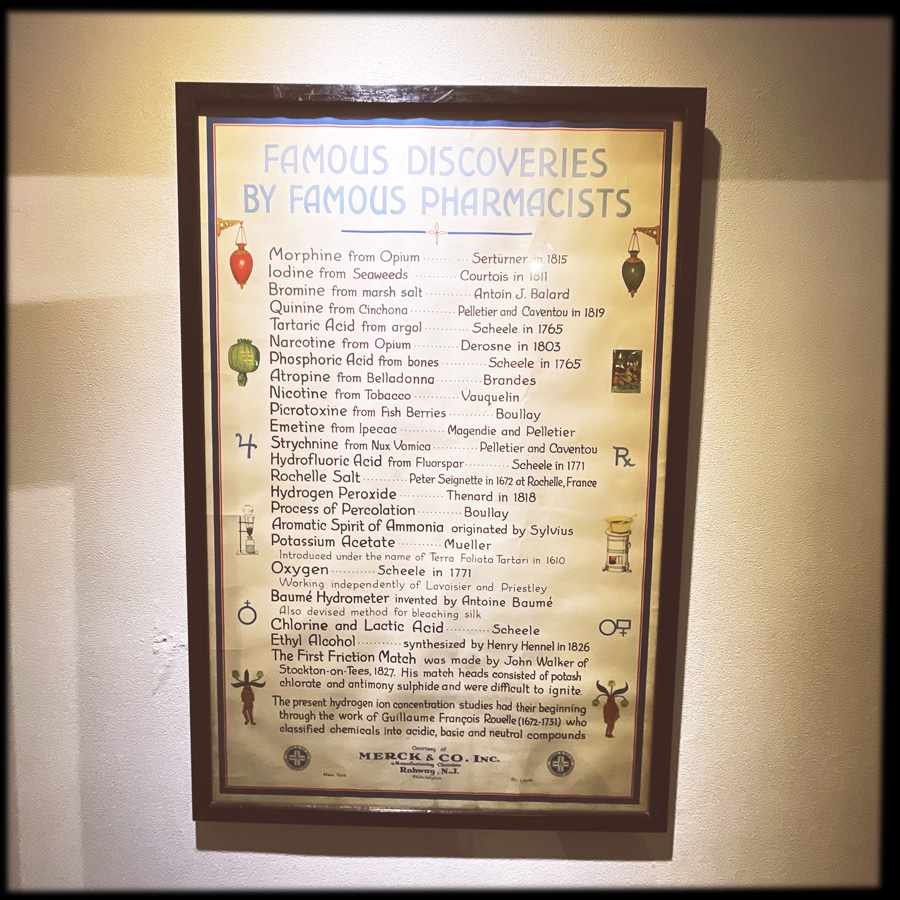 FAMOUS DISCOVERIES
BY FAMOUS PHARMACISTS
Morphine from Opium ········· Sertürner in 1815
Iodine from Seaweeds ········· Courtois in 1811
Bromine from marsh salt ········· Antoin J. Balard
Quinine from Cinchona ········· Pelletier and Caventou in 1819
Tartaric Acid from argol ········· Scheele in 1765
Narcotine from Opium ········· Derosne in 1803
Phosphoric Acid from bones ········· Scheele in 1765
Atropine from Belladonna ········· Brandes
Nicotine from Tobacco ········· Vauquelin
Picrotoxine from Fish Berries ········· Boullay
Emetine from Ipecac ········· Magendie and Pelletier
Strychnine from Nux Vomica ········· Pelletier and Caventou
Hydrofluoric Acid from Fluorspar ········· Scheele in 1771
Rochelle Salt ········· Peter Seignette in 1672 at Rochelle, France
Hydrogen Peroxide ········· Thenard in 1818
Process of Percolation ········· Boullay
Aromatic Spirit of Ammonia originated by Sylvius
Potassium Acetate ········· Mueller
Introduced under the name of Terra Foliata Tartari in 1610
Oxygen ········· Scheele in 1771
Working independently of Lavoisier and Priestley
Baumé Hydrometer invented by Antoine Baumé
Also devised method for bleaching silk
Chlorine and Lactic Acid ········· Scheele
Ethyl Alcohol ········· synthesized by Henry Hennel in 1826
The First Friction Match was made by John Walker of
Stockton-on-Tees, 1827. His match heads consisted of potash
chlorate and antimony sulphide and were difficult to ignite.
The present hydrogen ion concentration studies had their beginning
through the work of Guillaume François Rouelle (1672-1731) who
classified chemicals into acidic, basic and neutral compounds
Courtesy of
MERCK & CO. INC.
Manufacturing Chemists
Rahway, N.J.
New York Philadelphia St. Louis
℞